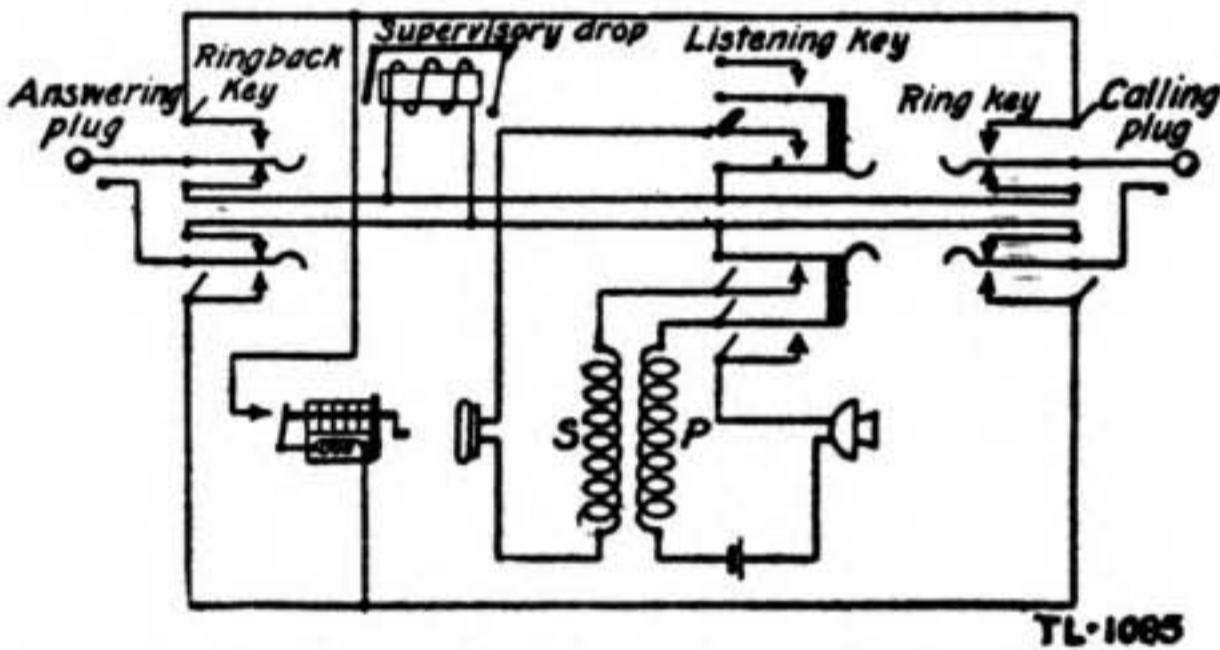 Supervisory drop
Listening key
Ringback
Key
Ring key
Answering
plug
Calling
plug
S
P
TL-1085